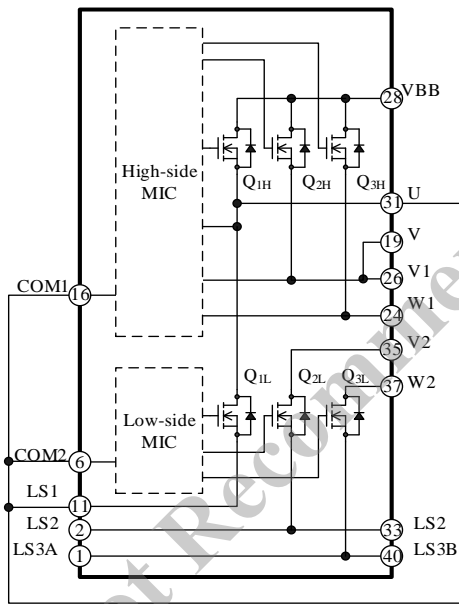 VBB
28
High-side
MIC
Q1H
Q2H
Q3H
U
31
V
19
V1
26
COM1
16
W1
24
V2
35
Q1L
Q2L
Q3L
W2
37
Low-side
MIC
COM2
6
LS1
11
LS2
2
33
LS2
LS3A
1
40
LS3B
ot Recomme